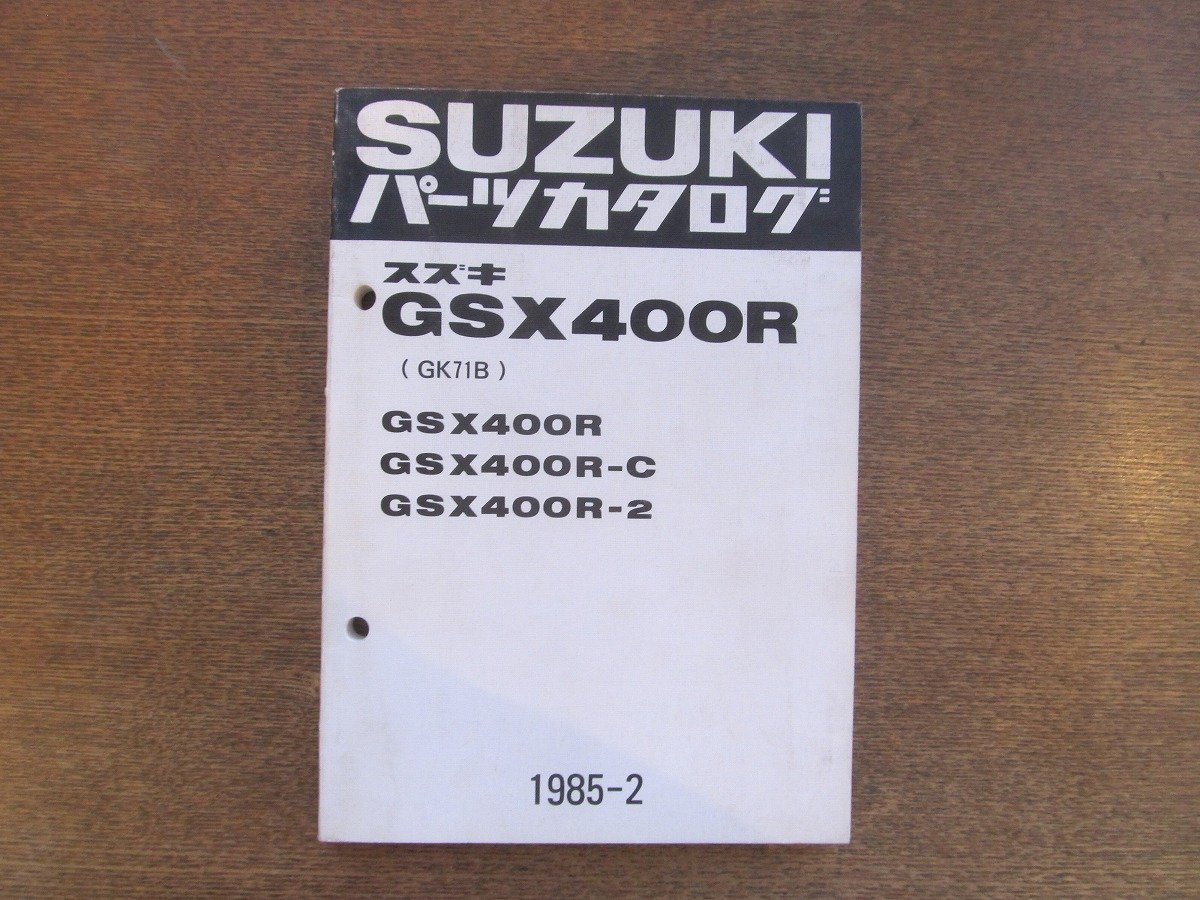 SUZUKI
パーツカタログ
スズキ
GSX400R
( GK71B )
GSX400R
GSX400R-C
GSX400R-2
1985-2